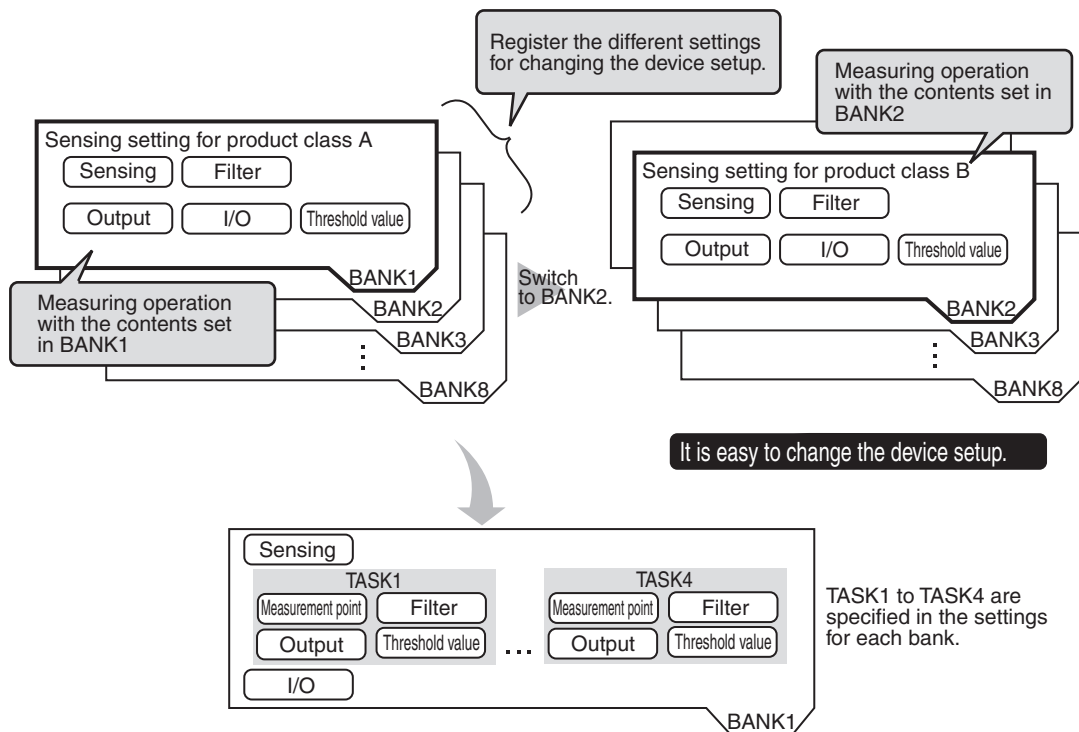 Register the different settings
for changing the device setup.
Measuring operation
with the contents set in
BANK2
Sensing setting for product class A
Sensing
Filter
Output
I/O
Threshold value
BANK1
BANK2
BANK3
BANK8
Measuring operation
with the contents set
in BANK1
Switch
to BANK2.
Sensing setting for product class B
Sensing
Filter
Output
I/O
Threshold value
BANK2
BANK3
BANK8
It is easy to change the device setup.
Sensing
TASK1
Measurement point
Filter
Output
Threshold value
...
TASK4
Measurement point
Filter
Output
Threshold value
I/O
BANK1
TASK1 to TASK4 are
specified in the settings
for each bank.